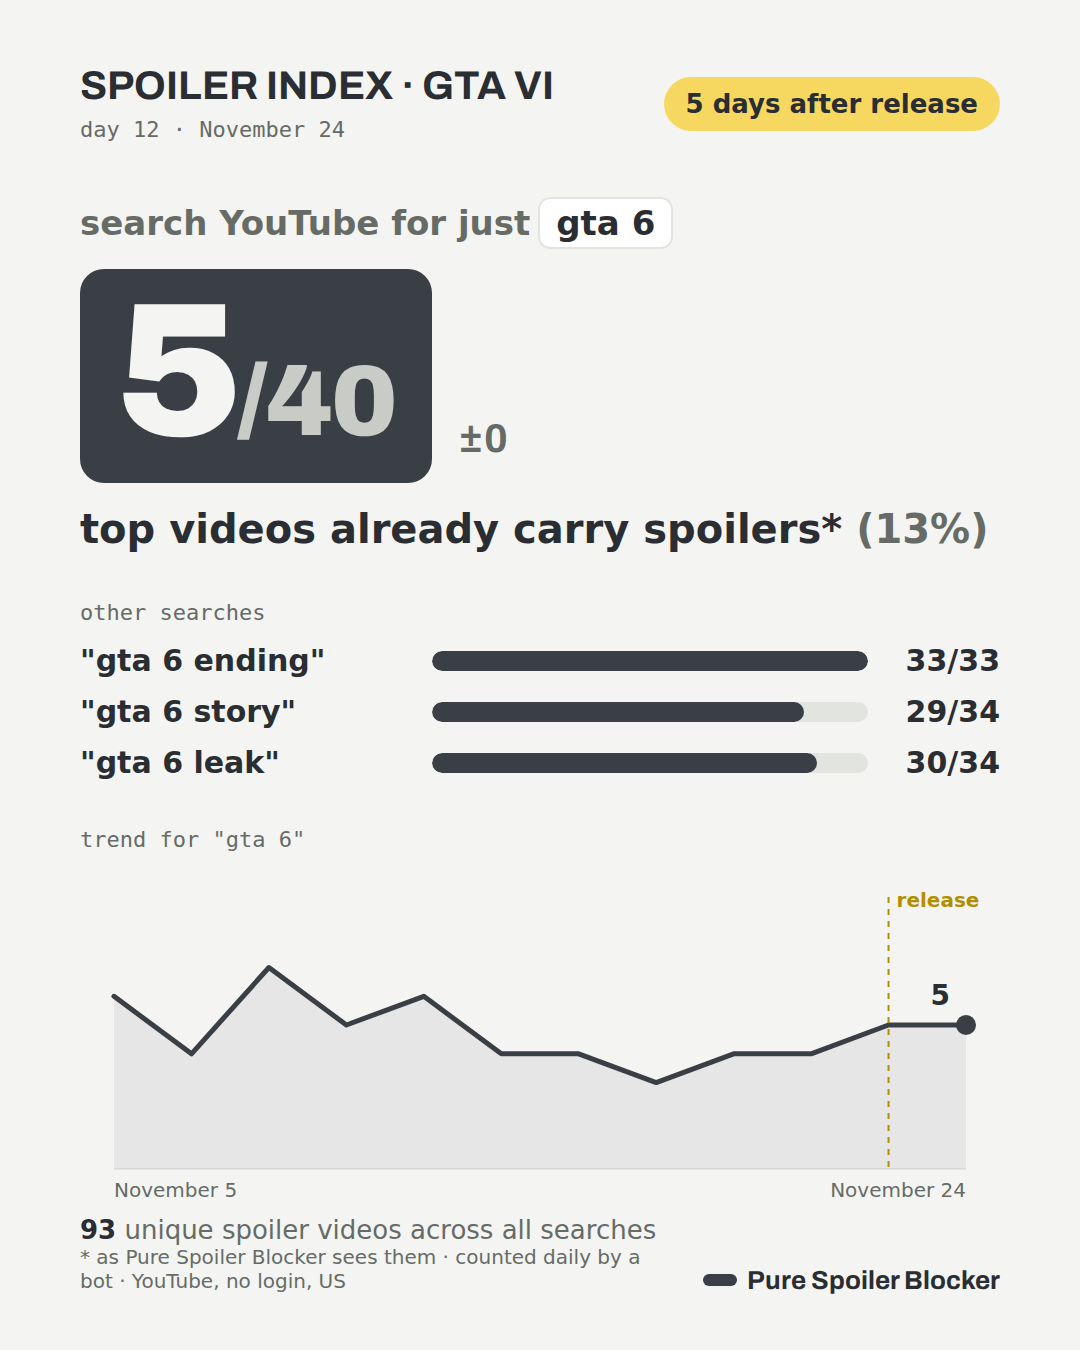 SPOILER INDEX · GTA VI
5 days after release
day 12 · November 24
search YouTube for just gta 6
5/40
±0
top videos already carry spoilers* (13%)
other searches
"gta 6 ending" 33/33
"gta 6 story" 29/34
"gta 6 leak" 30/34
trend for "gta 6"
release
5
November 5
November 24
93 unique spoiler videos across all searches
* as Pure Spoiler Blocker sees them · counted daily by a
bot · YouTube, no login, US
Pure Spoiler Blocker